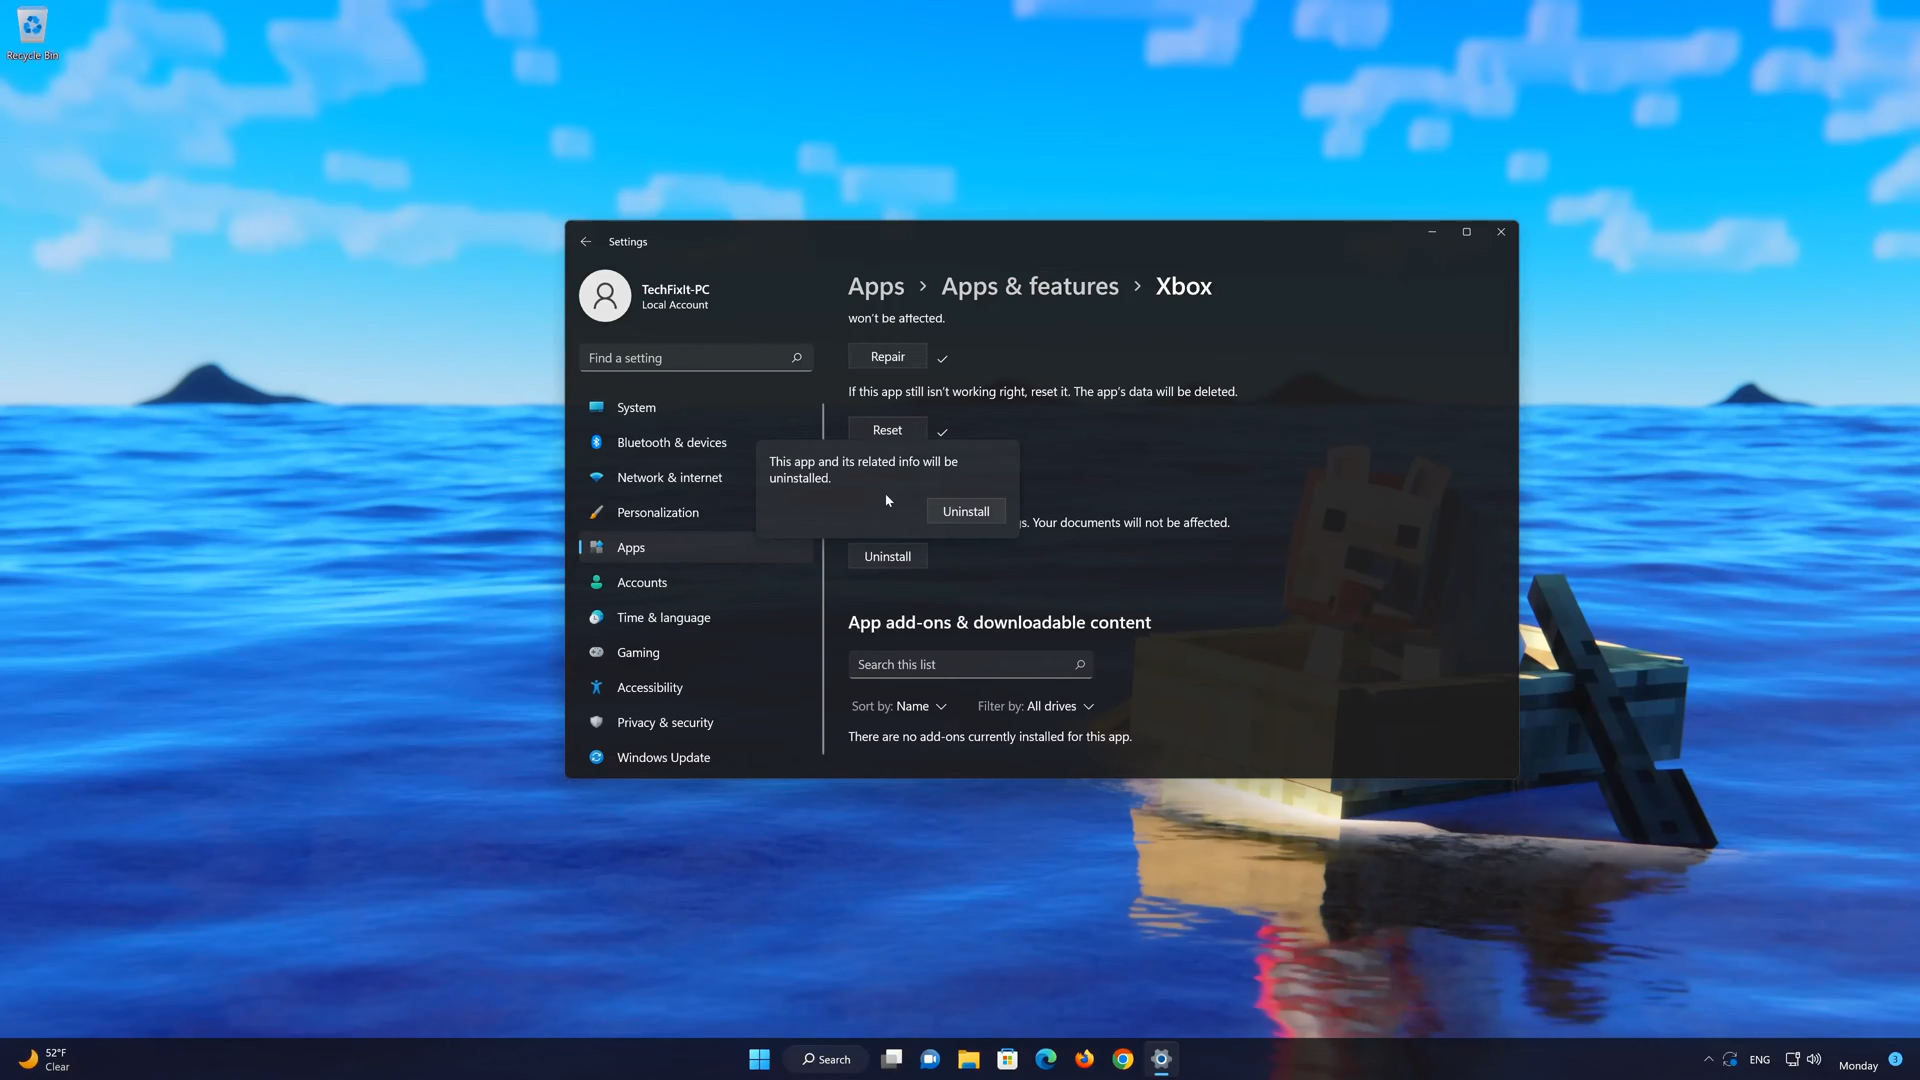 Recycle Bin
Settings
TechFixIt-PC
Local Account
Find a setting
System
Bluetooth & devices
Network & internet
Personalization
Apps
Accounts
Time & language
Gaming
Accessibility
Privacy & security
Windows Update
Apps > Apps & features > Xbox
won't be affected.
Repair
If this app still isn't working right, reset it. The app's data will be deleted.
Reset
This app and its related info will be
uninstalled.
Uninstall
s. Your documents will not be affected.
Uninstall
App add-ons & downloadable content
Search this list
Sort by: Name Filter by: All drives
There are no add-ons currently installed for this app.
52°F
Clear
Search
ENG
Monday
3